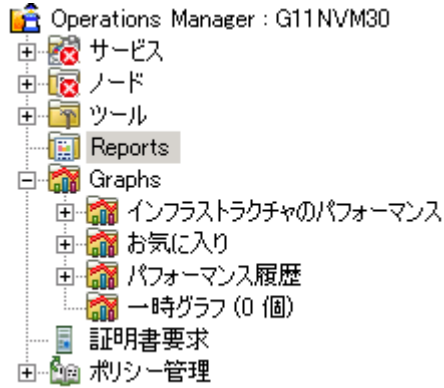 Operations Manager : G11NVM30
サービス
ノード
ツール
Reports
Graphs
インフラストラクチャのパフォーマンス
お気に入り
パフォーマンス履歴
一時グラフ (0 個)
証明書要求
ポリシー管理